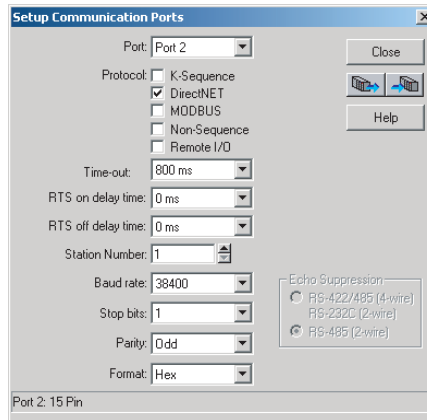 Setup Communication Ports
Port: Port 2
Close
Protocol: K-Sequence
DirectNET
MODBUS
Help
Non-Sequence
Remote I/O
Time-out: 800 ms
RTS on delay time: 0 ms
RTS off delay time: 0 ms
Station Number: 1
Baud rate: 38400
Echo Suppression
RS-422/485 (4-wire)
RS-232C (2-wire)
Stop bits: 1
RS-485 (2-wire)
Parity: Odd
Format: Hex
Port 2: 15 Pin